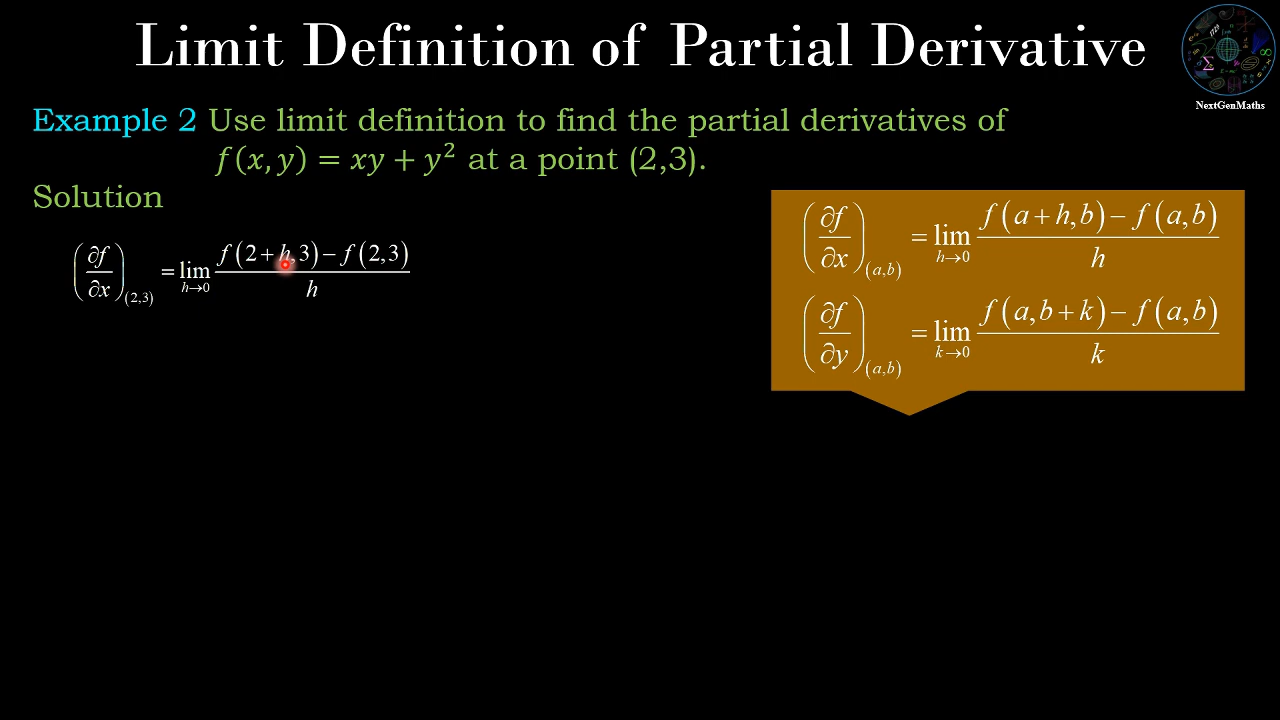 Limit Definition of Partial Derivative
NextGenMaths
Example 2 Use limit definition to find the partial derivatives of
f(x, y) = xy + y² at a point (2,3).
Solution
(∂f/∂x)_(2,3) = lim_{h→0} (f(2+h,3) − f(2,3))/h
(∂f/∂x)_(a,b) = lim_{h→0} (f(a+h,b) − f(a,b))/h
(∂f/∂y)_(a,b) = lim_{k→0} (f(a,b+k) − f(a,b))/k